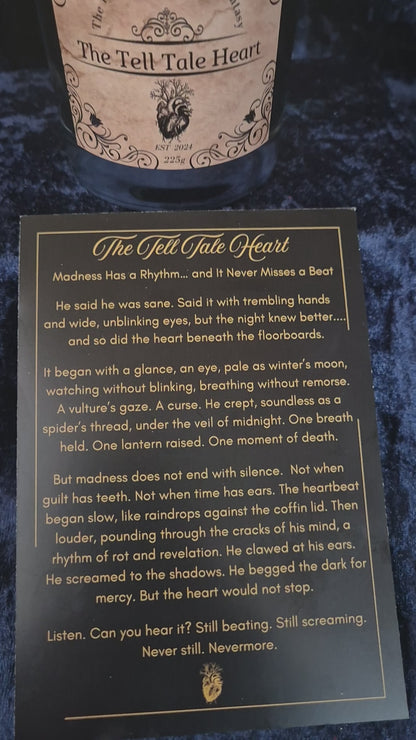 The
The Tell Tale Heart
EST 2024
225g
The Tell Tale Heart
Madness Has a Rhythm... and It Never Misses a Beat
He said he was sane. Said it with trembling hands
and wide, unblinking eyes, but the night knew better....
and so did the heart beneath the floorboards.
It began with a glance, an eye, pale as winter's moon,
watching without blinking, breathing without remorse.
A vulture's gaze. A curse. He crept, soundless as a
spider's thread, under the veil of midnight. One breath
held. One lantern raised. One moment of death.
But madness does not end with silence. Not when
guilt has teeth. Not when time has ears. The heartbeat
began slow, like raindrops against the coffin lid. Then
louder, pounding through the cracks of his mind, a
rhythm of rot and revelation. He clawed at his ears.
He screamed to the shadows. He begged the dark for
mercy. But the heart would not stop.
Listen. Can you hear it? Still beating. Still screaming.
Never still. Nevermore.